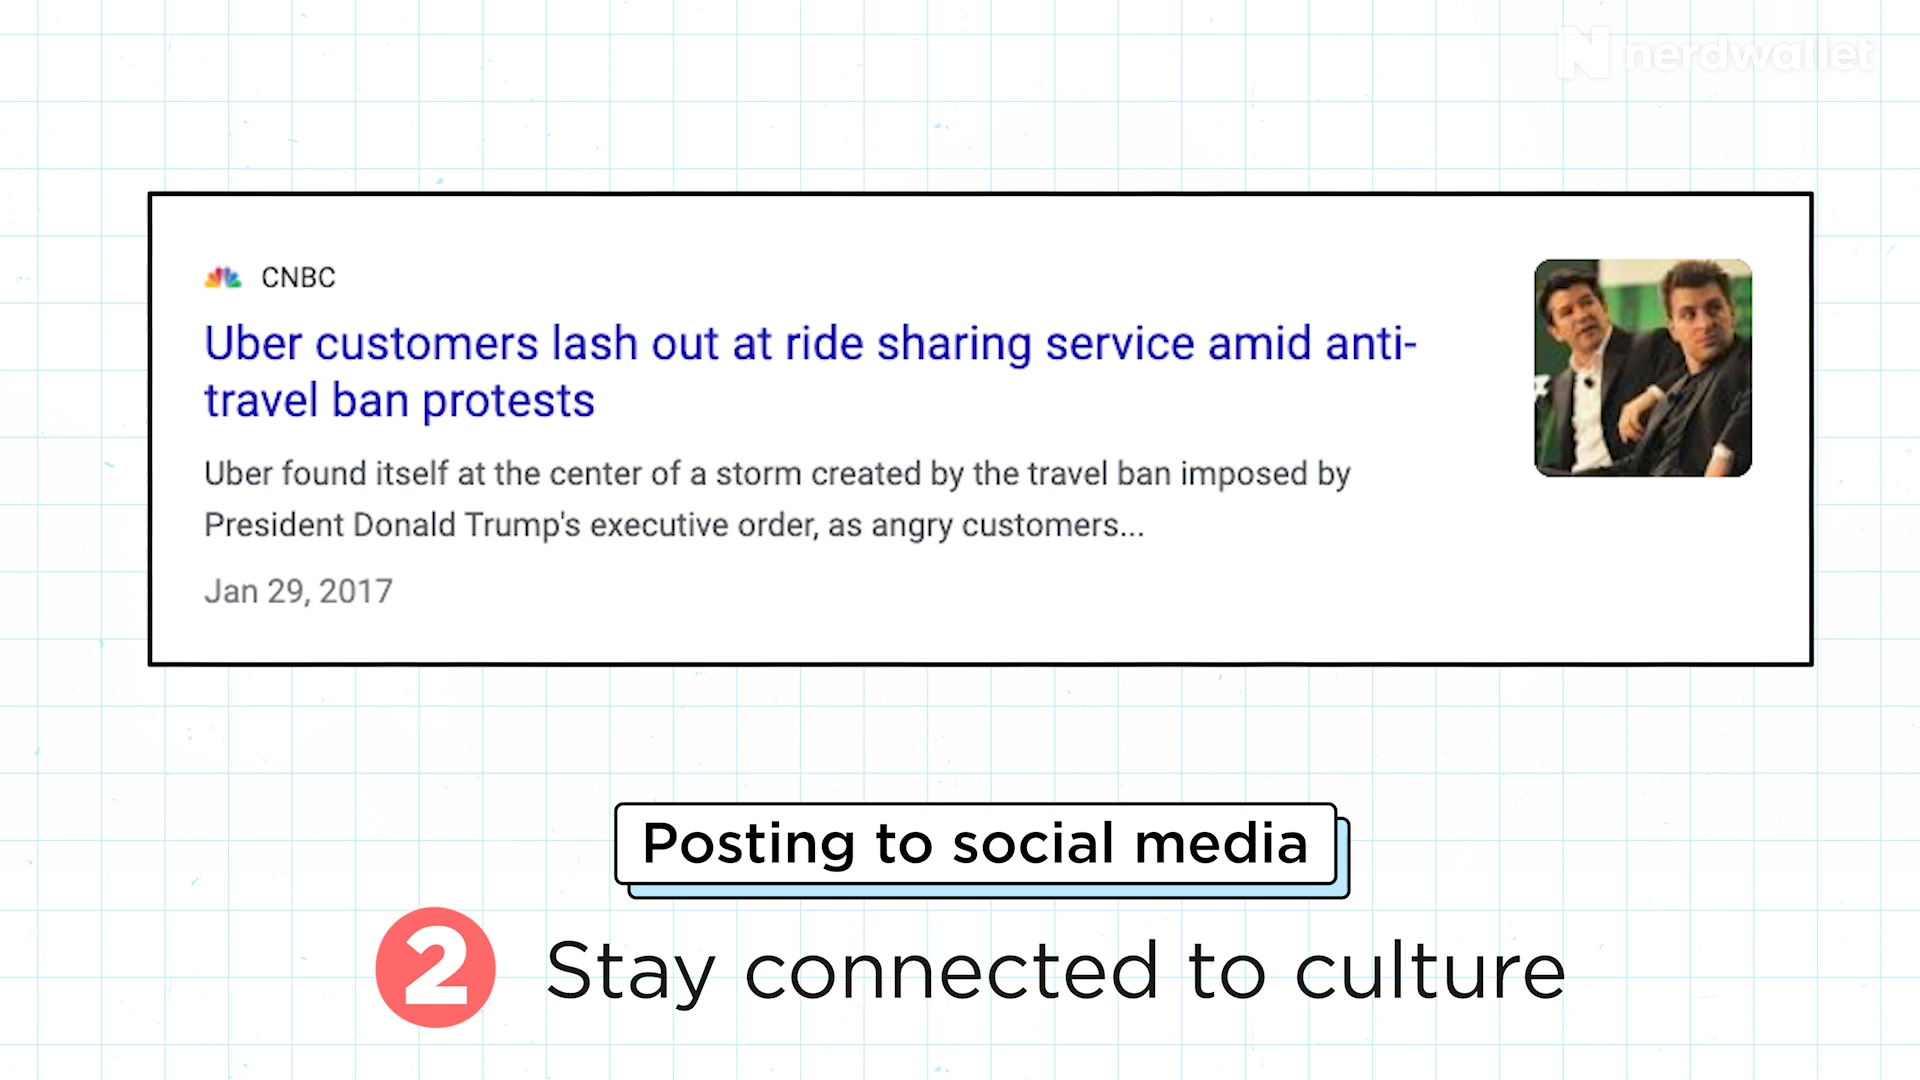 nerdwallet
CNBC
Uber customers lash out at ride sharing service amid anti-
travel ban protests
Uber found itself at the center of a storm created by the travel ban imposed by
President Donald Trump's executive order, as angry customers...
Jan 29, 2017
Posting to social media
2 Stay connected to culture